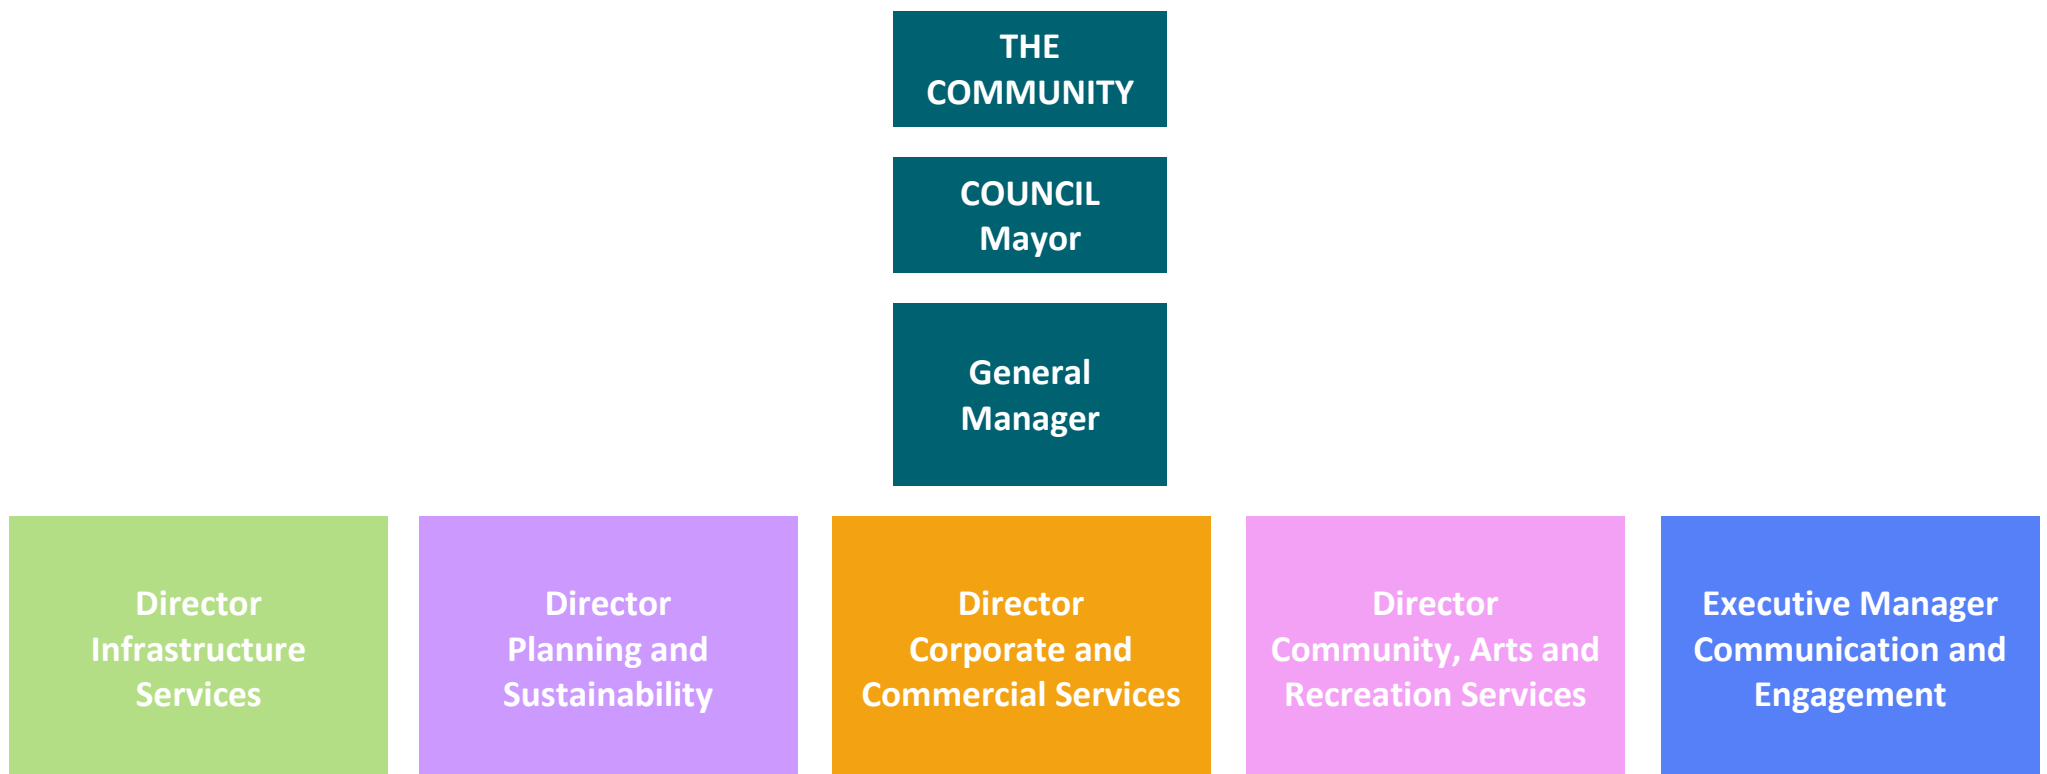 THE
COMMUNITY
COUNCIL
Mayor
General
Manager
Director
Infrastructure
Services
Director
Planning and
Sustainability
Director
Corporate and
Commercial Services
Director
Community, Arts and
Recreation Services
Executive Manager
Communication and
Engagement